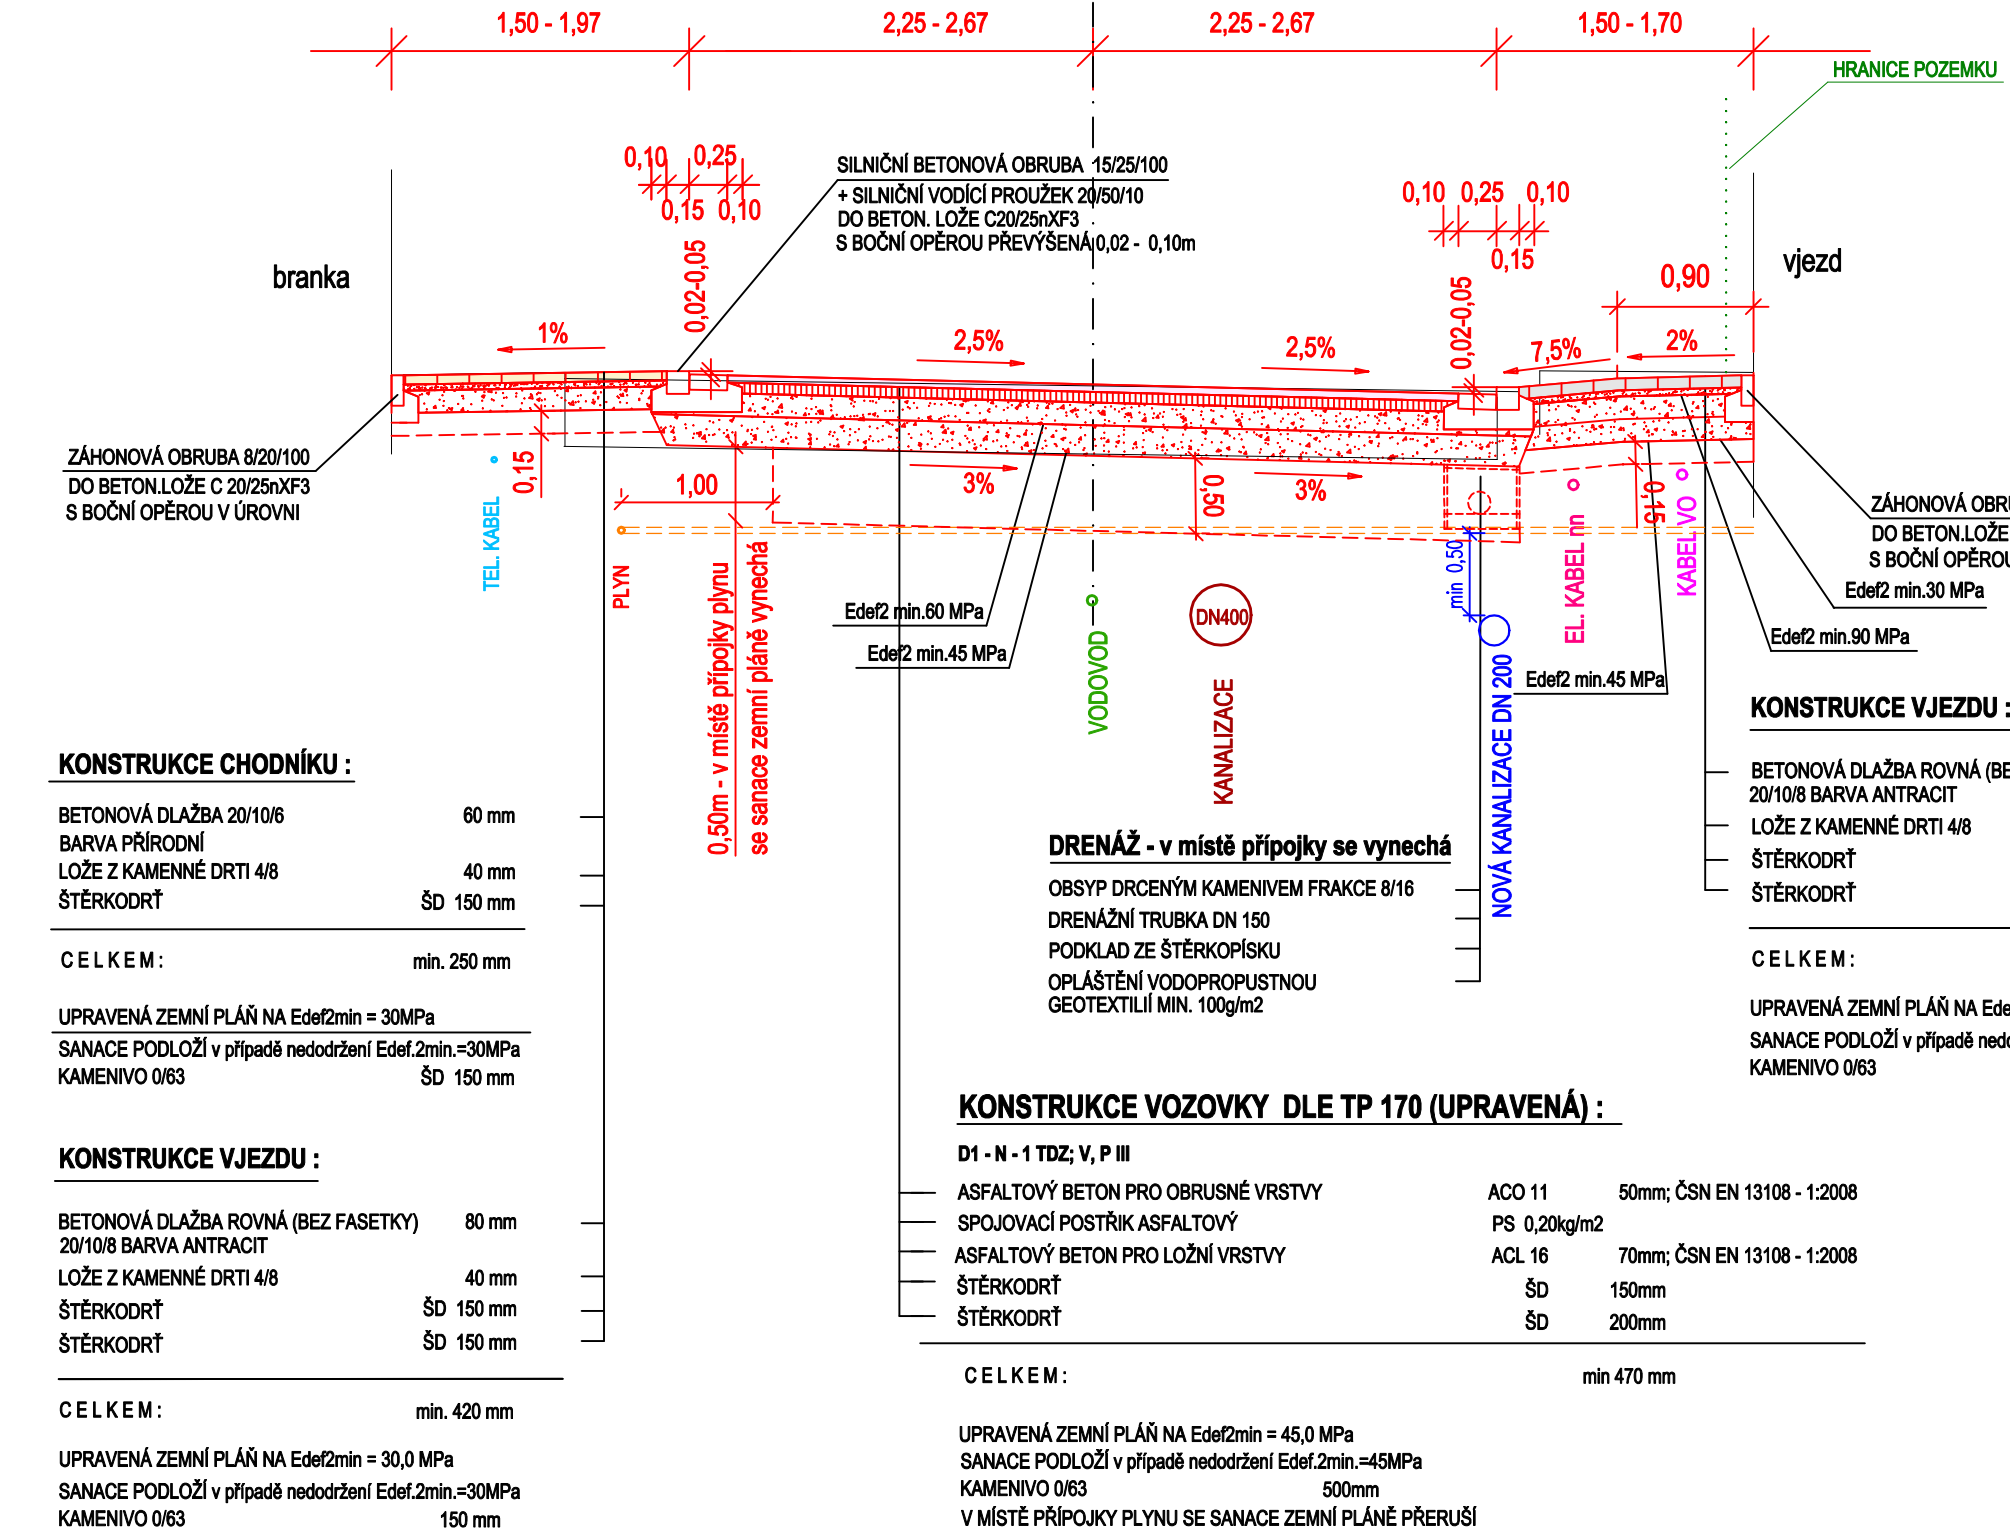 1,50 - 1,97
2,25 - 2,67
2,25 - 2,67
1,50 - 1,70
HRANICE POZEMKU
0,10
0,25
0,15
0,10
SILNIČNÍ BETONOVÁ OBRUBA 15/25/100
+ SILNIČNÍ VODÍCÍ PROUŽEK 20/50/10
DO BETON. LOŽE C20/25nXF3
S BOČNÍ OPĚROU PŘEVÝŠENÁ 0,02 - 0,10m
0,10
0,25
0,10
0,15
branka
vjezd
0,02-0,05
0,02-0,05
0,90
1%
2,5%
2,5%
7,5%
2%
ZÁHONOVÁ OBRUBA 8/20/100
DO BETON.LOŽE C 20/25nXF3
S BOČNÍ OPĚROU V ÚROVNI
0,15
1,00
3%
0,50
3%
0,15
TEL. KABEL
PLYN
0,50m - v místě přípojky plynu
se sanace zemní pláně vynechá
Edef2 min.60 MPa
Edef2 min.45 MPa
VODOVOD
DN400
KANALIZACE
min 0,50
NOVÁ KANALIZACE DN 200
EL. KABEL nn
KABEL VO
ZÁHONOVÁ OBRU
DO BETON.LOŽE
S BOČNÍ OPĚROU
Edef2 min.30 MPa
Edef2 min.90 MPa
Edef2 min.45 MPa
KONSTRUKCE CHODNÍKU :
BETONOVÁ DLAŽBA 20/10/6 60 mm
BARVA PŘÍRODNÍ
LOŽE Z KAMENNÉ DRTI 4/8 40 mm
ŠTĚRKODRŤ ŠD 150 mm
CELKEM: min. 250 mm
UPRAVENÁ ZEMNÍ PLÁŇ NA Edef2min = 30MPa
SANACE PODLOŽÍ v případě nedodržení Edef.2min.=30MPa
KAMENIVO 0/63 ŠD 150 mm
KONSTRUKCE VJEZDU :
BETONOVÁ DLAŽBA ROVNÁ (BEZ FASETKY) 80 mm
20/10/8 BARVA ANTRACIT
LOŽE Z KAMENNÉ DRTI 4/8 40 mm
ŠTĚRKODRŤ ŠD 150 mm
ŠTĚRKODRŤ ŠD 150 mm
CELKEM: min. 420 mm
UPRAVENÁ ZEMNÍ PLÁŇ NA Edef2min = 30,0 MPa
SANACE PODLOŽÍ v případě nedodržení Edef.2min.=30MPa
KAMENIVO 0/63 150 mm
DRENÁŽ - v místě přípojky se vynechá
OBSYP DRCENÝM KAMENIVEM FRAKCE 8/16
DRENÁŽNÍ TRUBKA DN 150
PODKLAD ZE ŠTĚRKOPÍSKU
OPLÁŠTĚNÍ VODOPROPUSTNOU
GEOTEXTILIÍ MIN. 100g/m2
KONSTRUKCE VJEZDU :
BETONOVÁ DLAŽBA ROVNÁ (BE
20/10/8 BARVA ANTRACIT
LOŽE Z KAMENNÉ DRTI 4/8
ŠTĚRKODRŤ
ŠTĚRKODRŤ
CELKEM:
UPRAVENÁ ZEMNÍ PLÁŇ NA Ede
SANACE PODLOŽÍ v případě nedo
KAMENIVO 0/63
KONSTRUKCE VOZOVKY DLE TP 170 (UPRAVENÁ) :
D1 - N - 1 TDZ; V, P III
ASFALTOVÝ BETON PRO OBRUSNÉ VRSTVY ACO 11 50mm; ČSN EN 13108 - 1:2008
SPOJOVACÍ POSTŘIK ASFALTOVÝ PS 0,20kg/m2
ASFALTOVÝ BETON PRO LOŽNÍ VRSTVY ACL 16 70mm; ČSN EN 13108 - 1:2008
ŠTĚRKODRŤ ŠD 150mm
ŠTĚRKODRŤ ŠD 200mm
CELKEM: min 470 mm
UPRAVENÁ ZEMNÍ PLÁŇ NA Edef2min = 45,0 MPa
SANACE PODLOŽÍ v případě nedodržení Edef.2min.=45MPa
KAMENIVO 0/63 500mm
V MÍSTĚ PŘÍPOJKY PLYNU SE SANACE ZEMNÍ PLÁNĚ PŘERUŠÍ